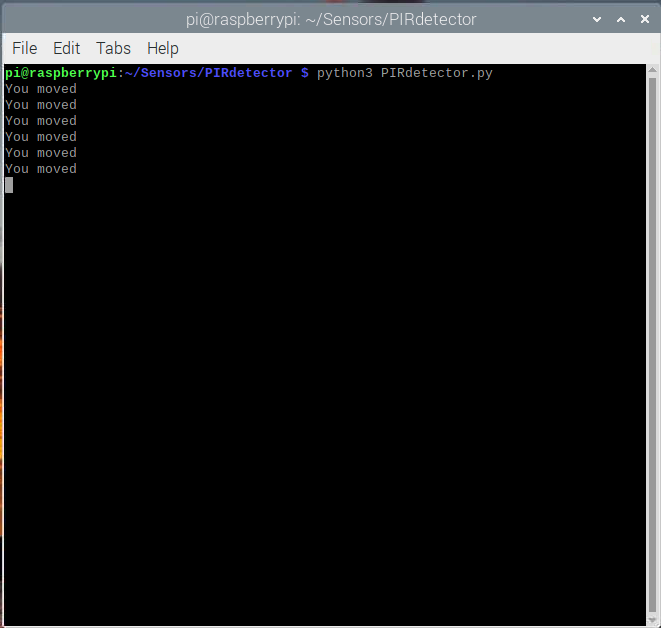 pi@raspberrypi: ~/Sensors/PIRdetector
File Edit Tabs Help
pi@raspberrypi:~/Sensors/PIRdetector $ python3 PIRdetector.py
You moved
You moved
You moved
You moved
You moved
You moved